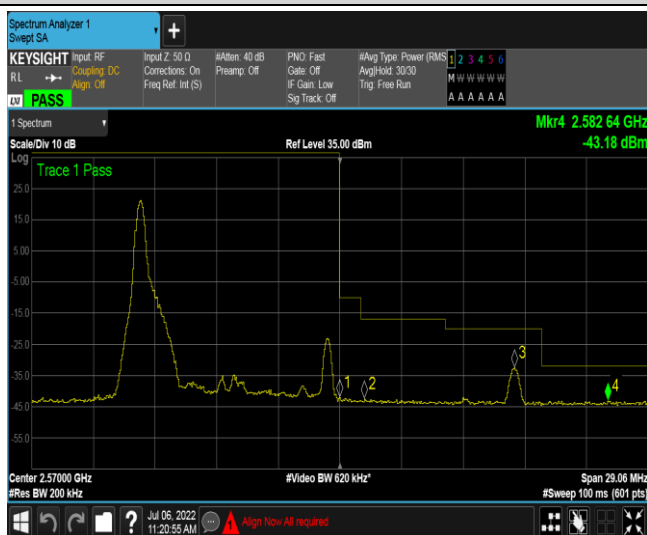 Spectrum Analyzer 1
Swept SA
KEYSIGHT
RL
LXI PASS
Input: RF
Coupling: DC
Align: Off
Input Z: 50 Ω
Corrections: On
Freq Ref: Int (S)
#Atten: 40 dB
Preamp: Off
PNO: Fast
Gate: Off
IF Gain: Low
Sig Track: Off
#Avg Type: Power (RMS
Avg|Hold: 30/30
Trig: Free Run
1 2 3 4 5 6
M W W W W W
A A A A A A
1 Spectrum
Mkr4 2.582 64 GHz
Scale/Div 10 dB
Ref Level 35.00 dBm
-43.18 dBm
Log
Trace 1 Pass
25.0
15.0
5.00
-5.00
-15.0
-25.0
-35.0
-45.0
-55.0
1
2
3
4
Center 2.57000 GHz
#Video BW 620 kHz*
Span 29.06 MHz
#Res BW 200 kHz
#Sweep 100 ms (601 pts)
?
Jul 06, 2022
11:20:55 AM
Align Now All required